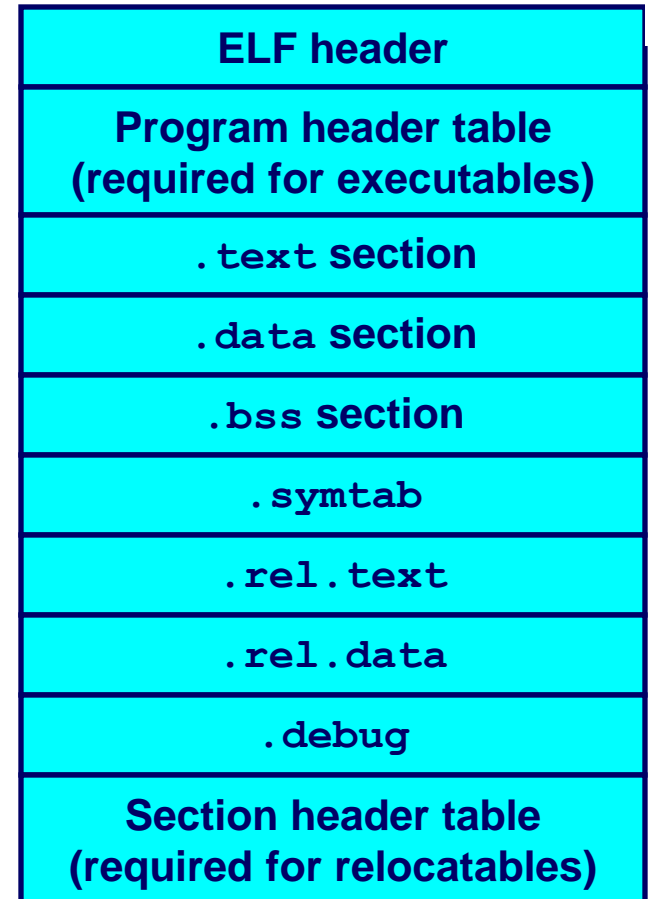 ELF header
Program header table
(required for executables)
.text section
.data section
.bss section
.symtab
.rel.text
.rel.data
.debug
Section header table
(required for relocatables)